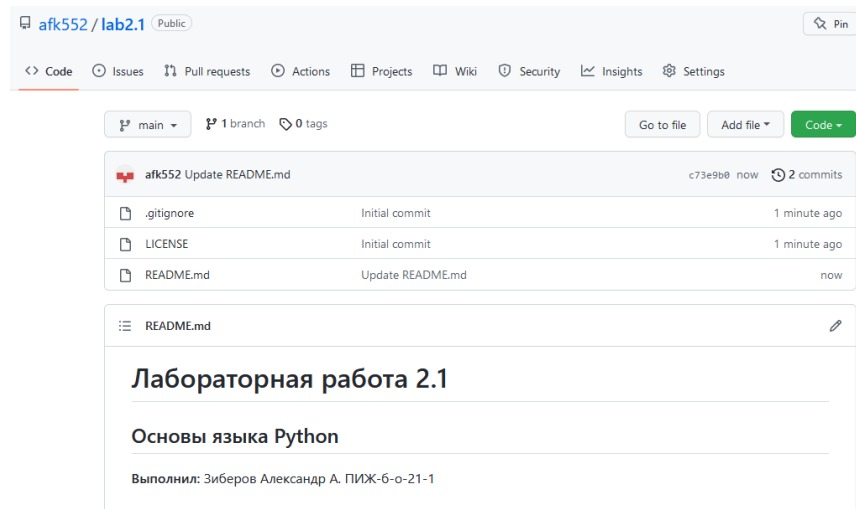 afk552 / lab2.1 Public Pin
Code Issues Pull requests Actions Projects Wiki Security Insights Settings
main 1 branch 0 tags Go to file Add file Code
afk552 Update README.md c73e9b0 now 2 commits
.gitignore Initial commit 1 minute ago
LICENSE Initial commit 1 minute ago
README.md Update README.md now
README.md
Лабораторная работа 2.1
Основы языка Python
Выполнил: Зиберов Александр А. ПИЖ-б-о-21-1